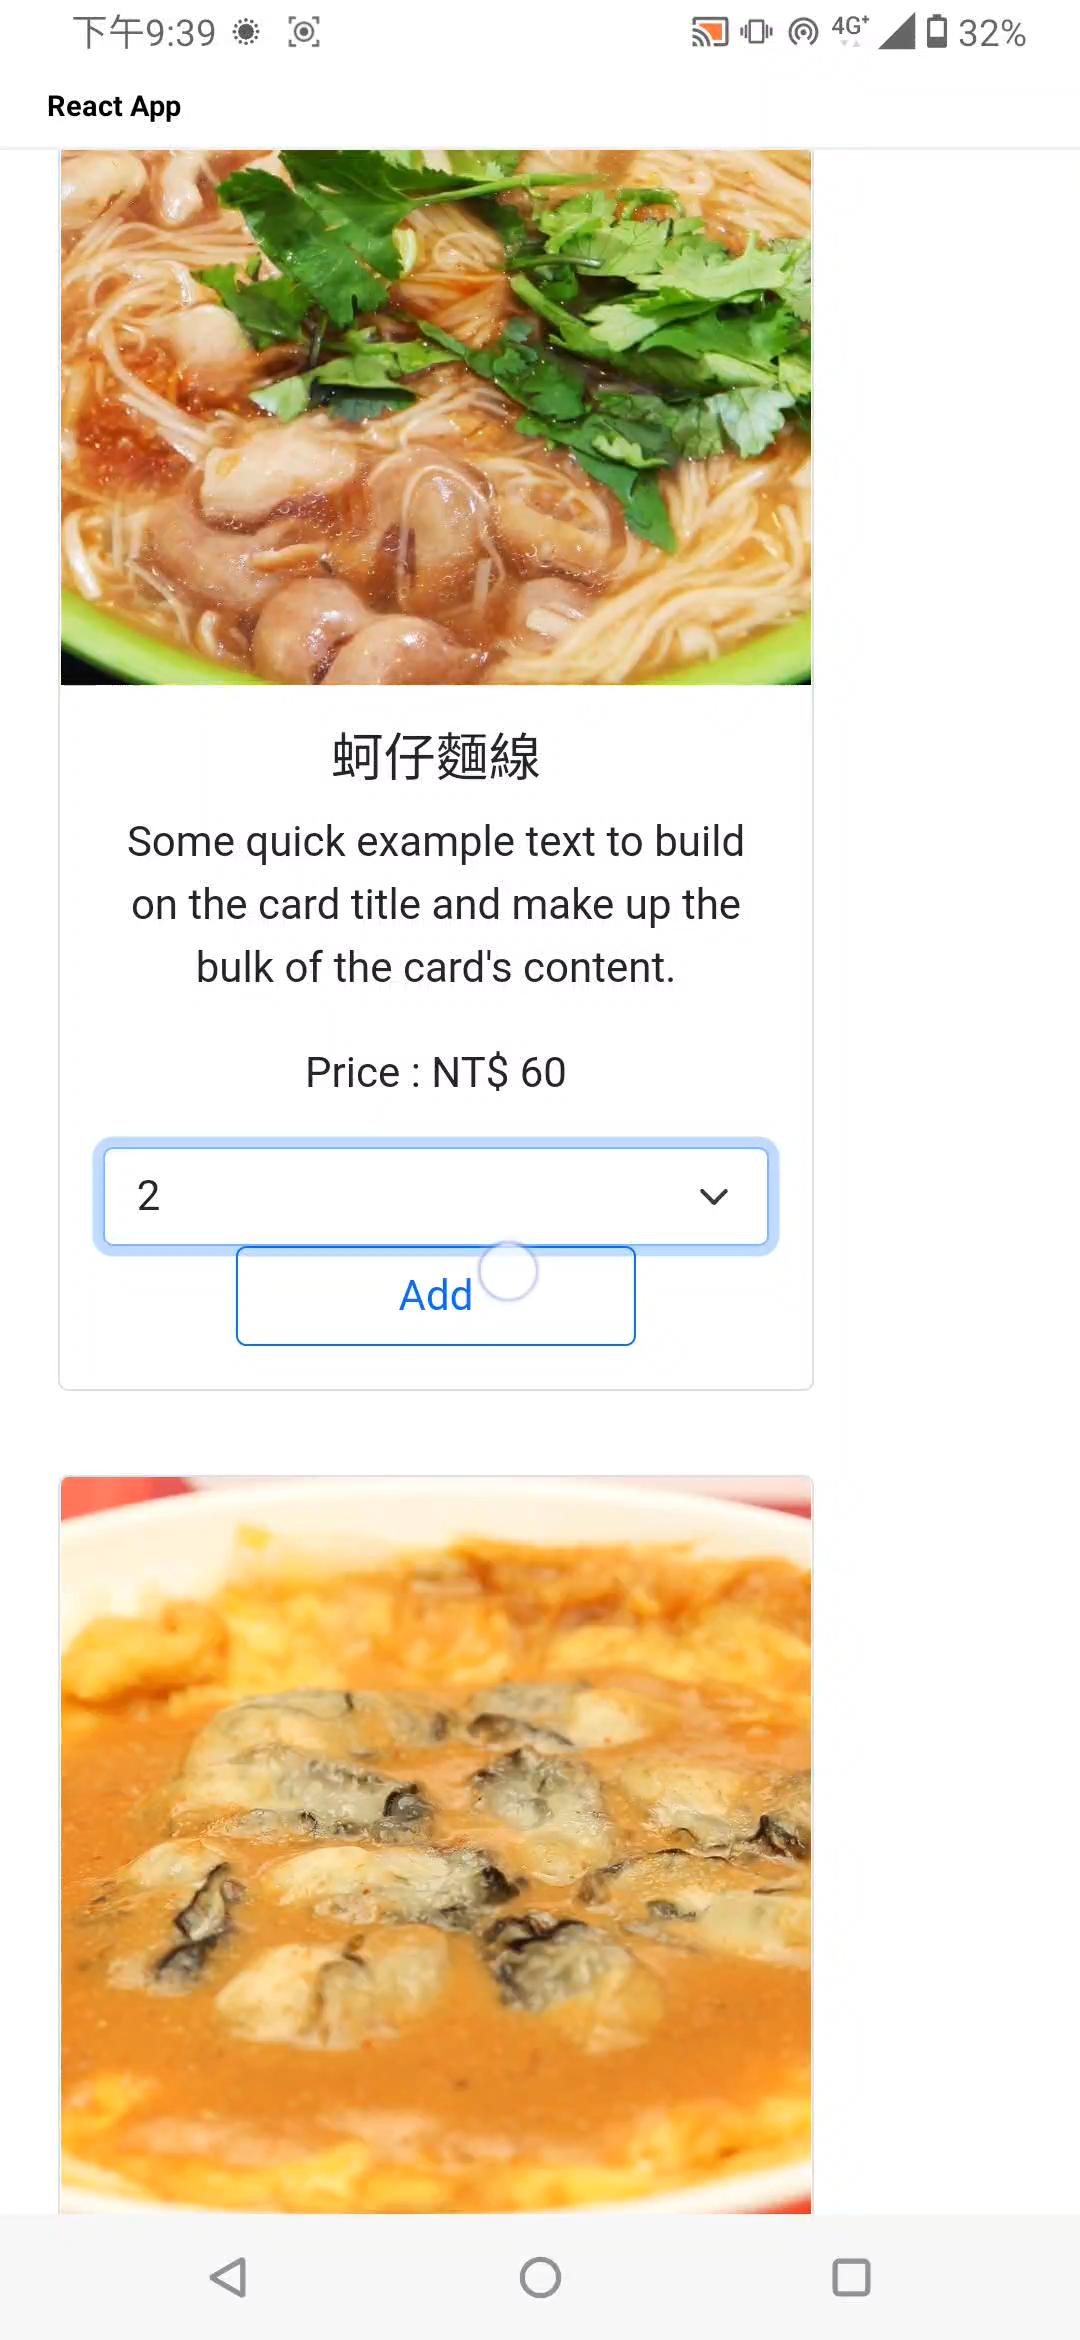 下午9:39
4G+
32%
React App
蚵仔麵線
Some quick example text to build
on the card title and make up the
bulk of the card's content.
Price : NT$ 60
2
Add